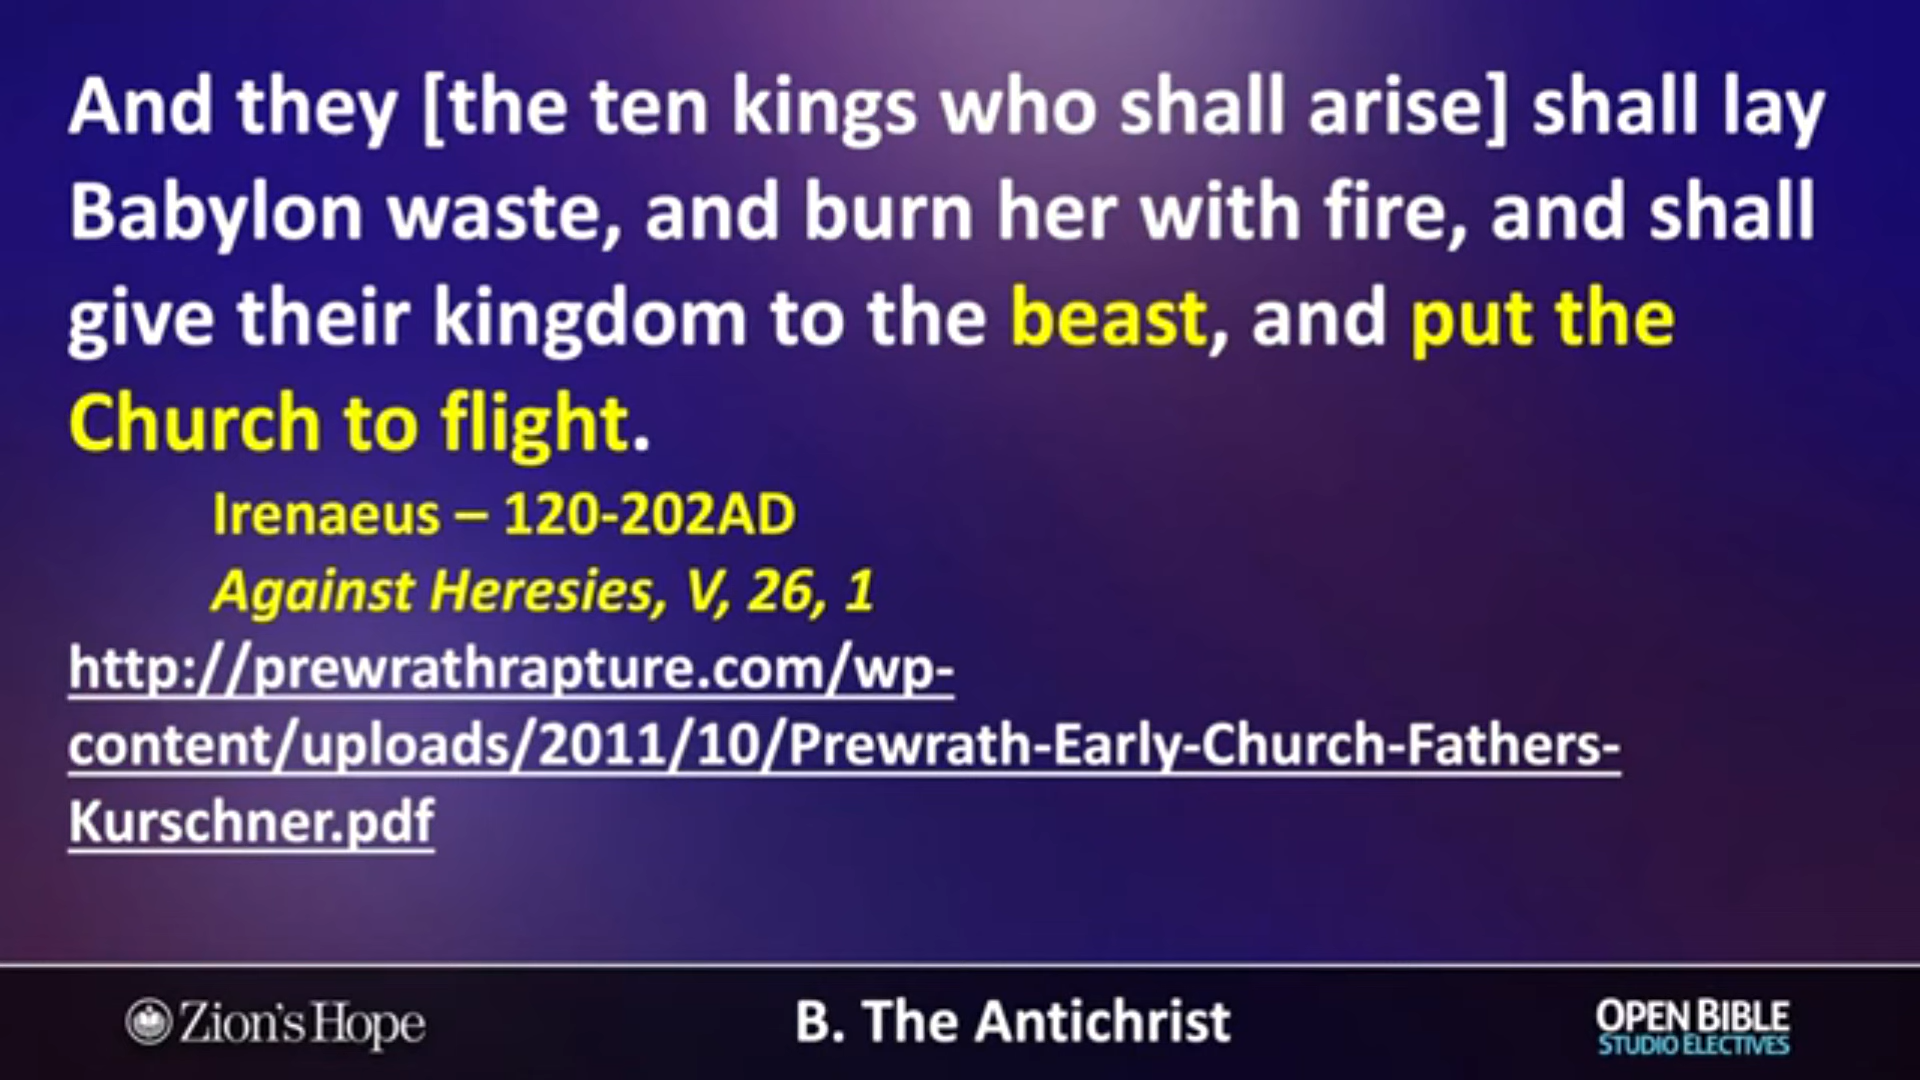 And they [the ten kings who shall arise] shall lay
Babylon waste, and burn her with fire, and shall
give their kingdom to the beast, and put the
Church to flight.
Irenaeus – 120-202AD
Against Heresies, V, 26, 1
http://prewrathrapture.com/wp-
content/uploads/2011/10/Prewrath-Early-Church-Fathers-
Kurschner.pdf
Zion's Hope
B. The Antichrist
OPEN BIBLE
STUDIO ELECTIVES